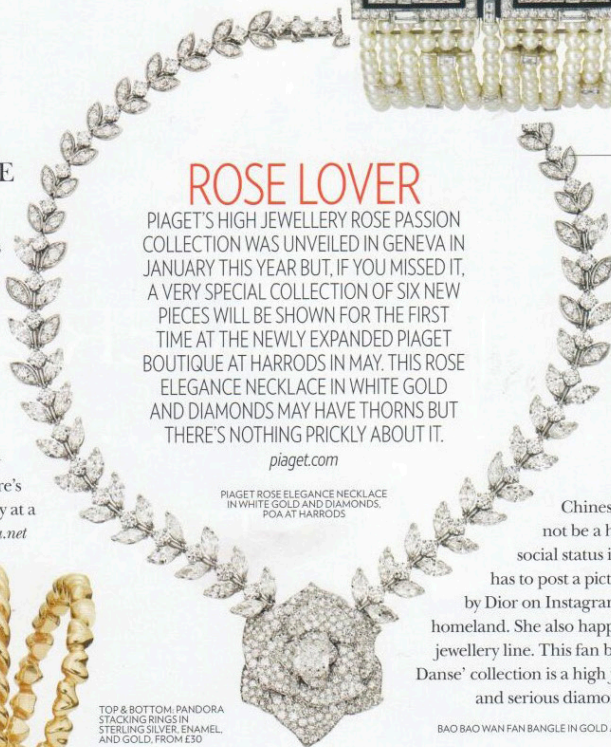 E
ROSE LOVER
PIAGET'S HIGH JEWELLERY ROSE PASSION
COLLECTION WAS UNVEILED IN GENEVA IN
JANUARY THIS YEAR BUT, IF YOU MISSED IT,
A VERY SPECIAL COLLECTION OF SIX NEW
PIECES WILL BE SHOWN FOR THE FIRST
TIME AT THE NEWLY EXPANDED PIAGET
BOUTIQUE AT HARRODS IN MAY. THIS ROSE
ELEGANCE NECKLACE IN WHITE GOLD
AND DIAMONDS MAY HAVE THORNS BUT
THERE'S NOTHING PRICKLY ABOUT IT.
piaget.com
PIAGET ROSE ELEGANCE NECKLACE
IN WHITE GOLD AND DIAMONDS,
POA AT HARRODS
re's
y at a
.net
TOP & BOTTOM: PANDORA
STACKING RINGS IN
STERLING SILVER, ENAMEL,
AND GOLD, FROM £30
Chines
not be a h
social status i
has to post a pict
by Dior on Instagra
homeland. She also happ
jewellery line. This fan b
Danse' collection is a high j
and serious diamo
BAO BAO WAN FAN BANGLE IN GOLD,